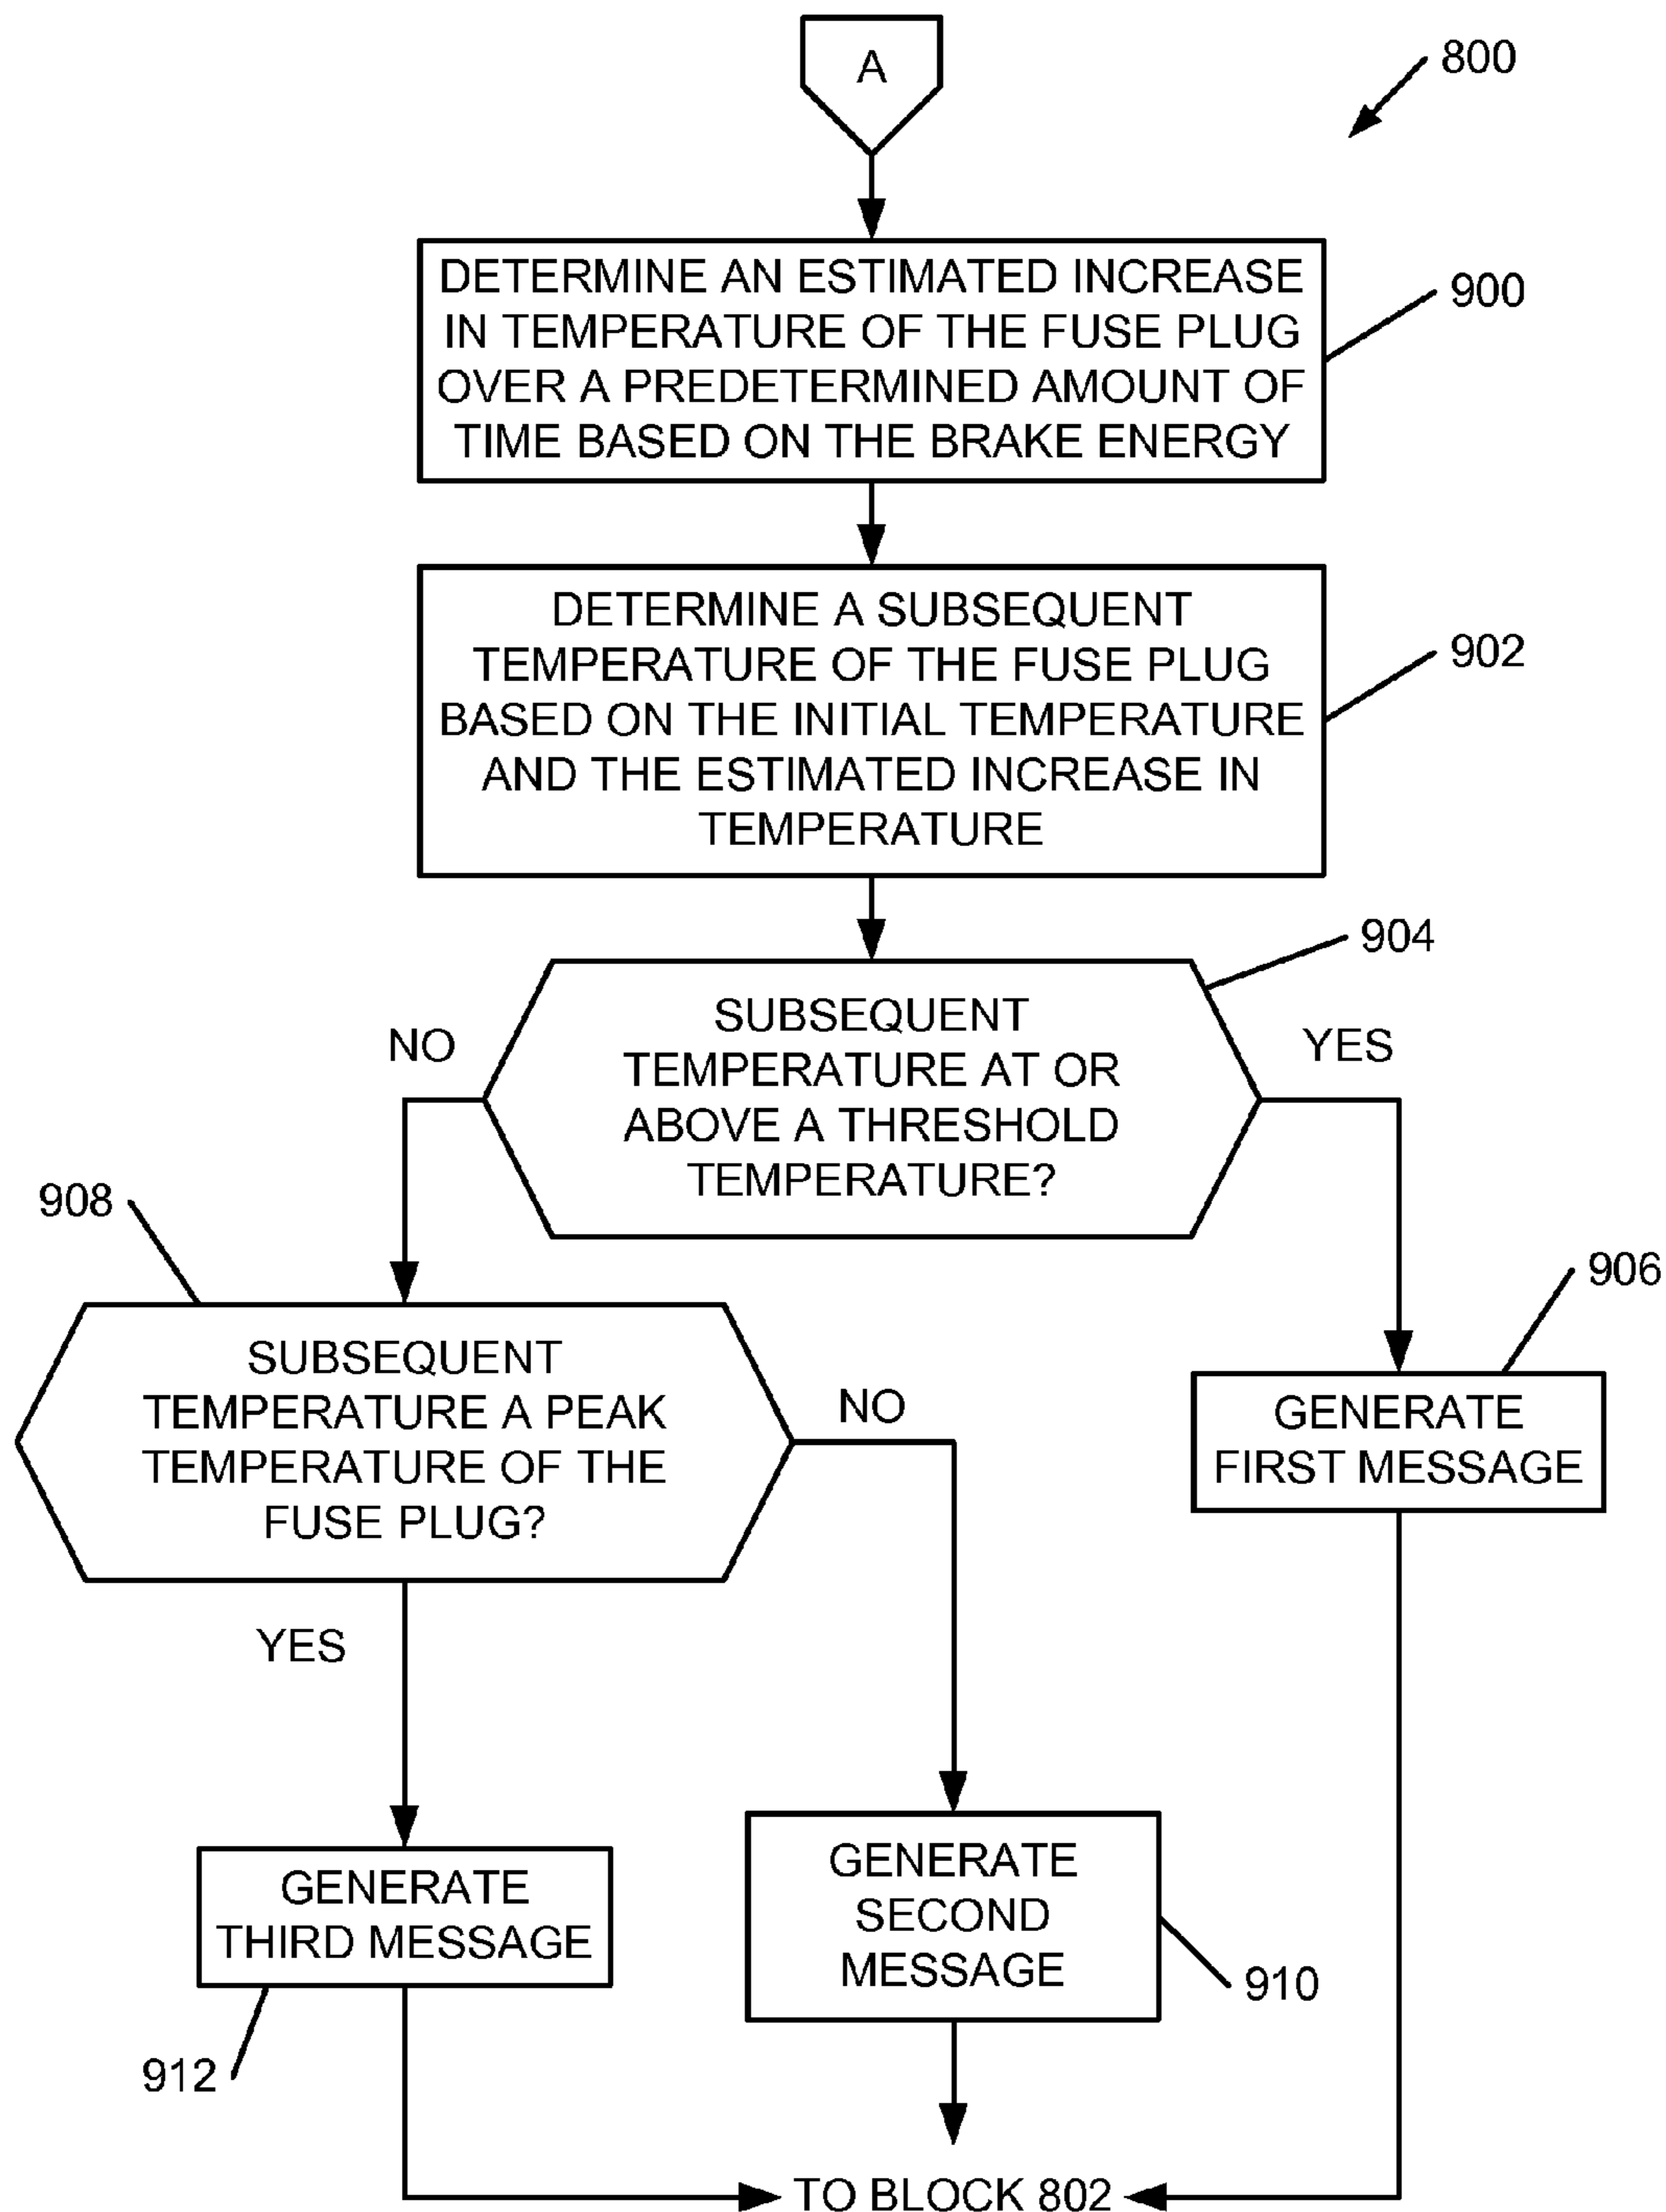 A
800
DETERMINE AN ESTIMATED INCREASE
IN TEMPERATURE OF THE FUSE PLUG
OVER A PREDETERMINED AMOUNT OF
TIME BASED ON THE BRAKE ENERGY
900
DETERMINE A SUBSEQUENT
TEMPERATURE OF THE FUSE PLUG
BASED ON THE INITIAL TEMPERATURE
AND THE ESTIMATED INCREASE IN
TEMPERATURE
902
904
SUBSEQUENT
TEMPERATURE AT OR
ABOVE A THRESHOLD
TEMPERATURE?
NO
YES
908
SUBSEQUENT
TEMPERATURE A PEAK
TEMPERATURE OF THE
FUSE PLUG?
NO
906
GENERATE
FIRST MESSAGE
YES
GENERATE
THIRD MESSAGE
912
GENERATE
SECOND
MESSAGE
910
TO BLOCK 802